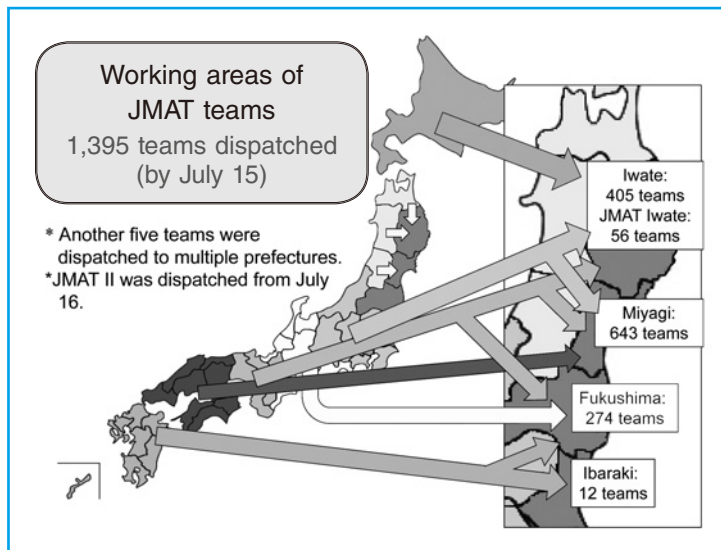 Working areas of
JMAT teams
1,395 teams dispatched
(by July 15)
* Another five teams were
dispatched to multiple prefectures.
*JMAT II was dispatched from July
16.
Iwate:
405 teams
JMAT Iwate:
56 teams
Miyagi:
643 teams
Fukushima:
274 teams
Ibaraki:
12 teams